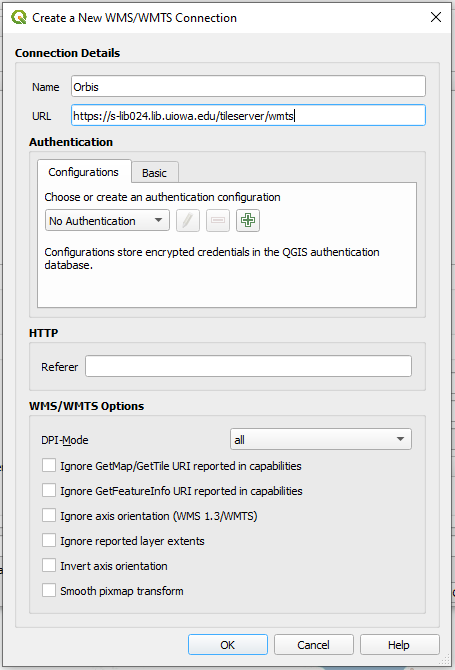 Create a New WMS/WMTS Connection
Connection Details
Name Orbis
URL https://s-lib024.lib.uiowa.edu/tileserver/wmts
Authentication
Configurations Basic
Choose or create an authentication configuration
No Authentication
Configurations store encrypted credentials in the QGIS authentication
database.
HTTP
Referer
WMS/WMTS Options
DPI-Mode all
Ignore GetMap/GetTile URI reported in capabilities
Ignore GetFeatureInfo URI reported in capabilities
Ignore axis orientation (WMS 1.3/WMTS)
Ignore reported layer extents
Invert axis orientation
Smooth pixmap transform
OK Cancel Help